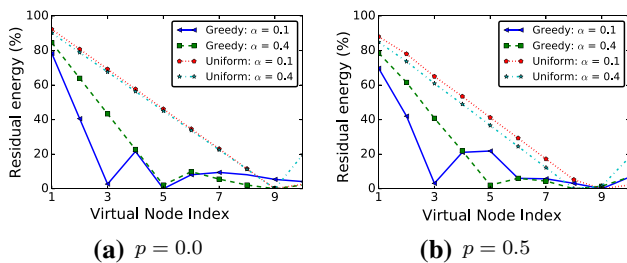 100
80
60
40
20
0
Residual energy (%)
Greedy: α = 0.1
Greedy: α = 0.4
Uniform: α = 0.1
Uniform: α = 0.4
1 3 5 7 9
Virtual Node Index
(a) p = 0.0
100
80
60
40
20
0
Residual energy (%)
Greedy: α = 0.1
Greedy: α = 0.4
Uniform: α = 0.1
Uniform: α = 0.4
1 3 5 7 9
Virtual Node Index
(b) p = 0.5